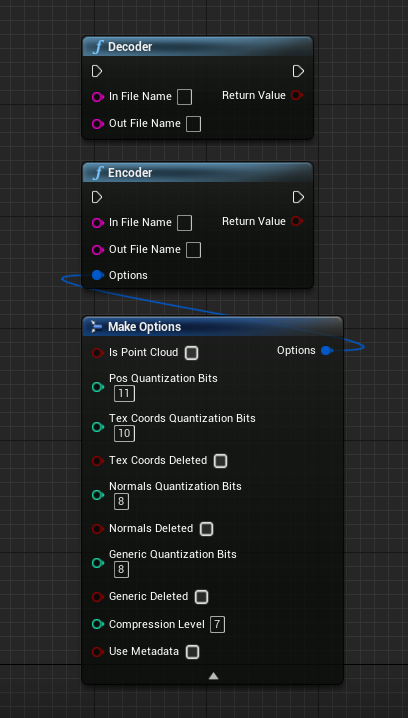 Decoder
In File Name
Return Value
Out File Name
Encoder
In File Name
Return Value
Out File Name
Options
Make Options
Is Point Cloud
Options
Pos Quantization Bits
11
Tex Coords Quantization Bits
10
Tex Coords Deleted
Normals Quantization Bits
8
Normals Deleted
Generic Quantization Bits
8
Generic Deleted
Compression Level 7
Use Metadata